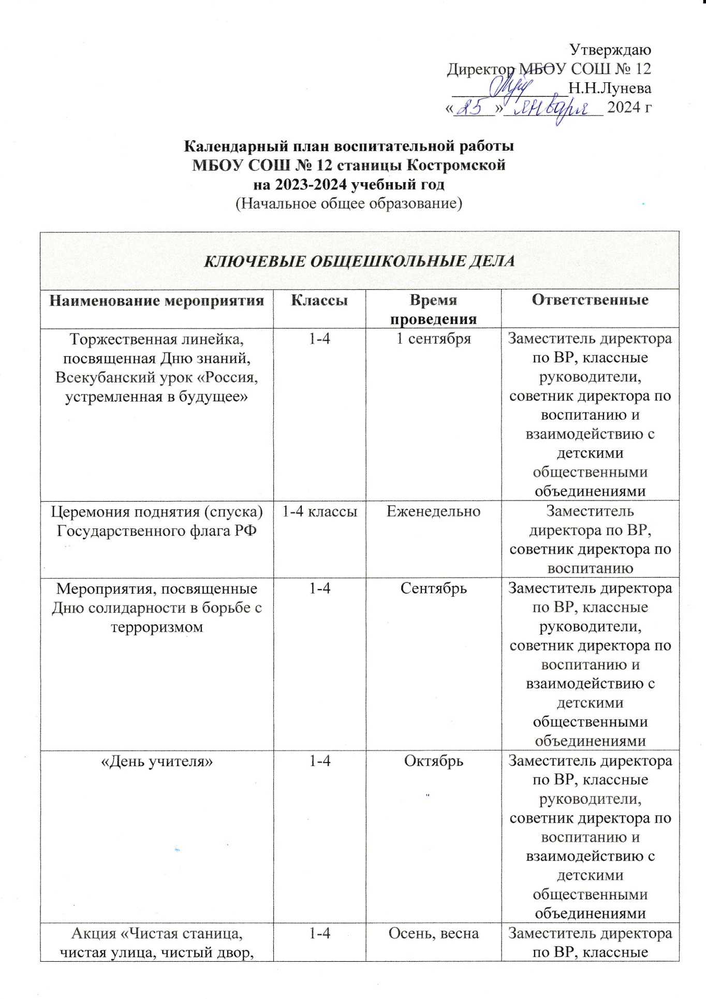 Утверждаю
Директор МБОУ СОШ № 12
Н.Н.Лунева
«25» января 2024 г
Календарный план воспитательной работы
МБОУ СОШ № 12 станицы Костромской
на 2023-2024 учебный год
(Начальное общее образование)
КЛЮЧЕВЫЕ ОБЩЕШКОЛЬНЫЕ ДЕЛА
Наименование мероприятия
Классы
Время
проведения
Ответственные
Торжественная линейка,
посвященная Дню знаний,
Всекубанский урок «Россия,
устремленная в будущее»
1-4
1 сентября
Заместитель директора
по ВР, классные
руководители,
советник директора по
воспитанию и
взаимодействию с
детскими
общественными
объединениями
Церемония поднятия (спуска)
Государственного флага РФ
1-4 классы
Еженедельно
Заместитель
директора по ВР,
советник директора по
воспитанию
Мероприятия, посвященные
Дню солидарности в борьбе с
терроризмом
1-4
Сентябрь
Заместитель директора
по ВР, классные
руководители,
советник директора по
воспитанию и
взаимодействию с
детскими
общественными
объединениями
«День учителя»
1-4
Октябрь
Заместитель директора
по ВР, классные
руководители,
советник директора по
воспитанию и
взаимодействию с
детскими
общественными
объединениями
Акция «Чистая станица,
чистая улица, чистый двор,
1-4
Осень, весна
Заместитель директора
по ВР, классные